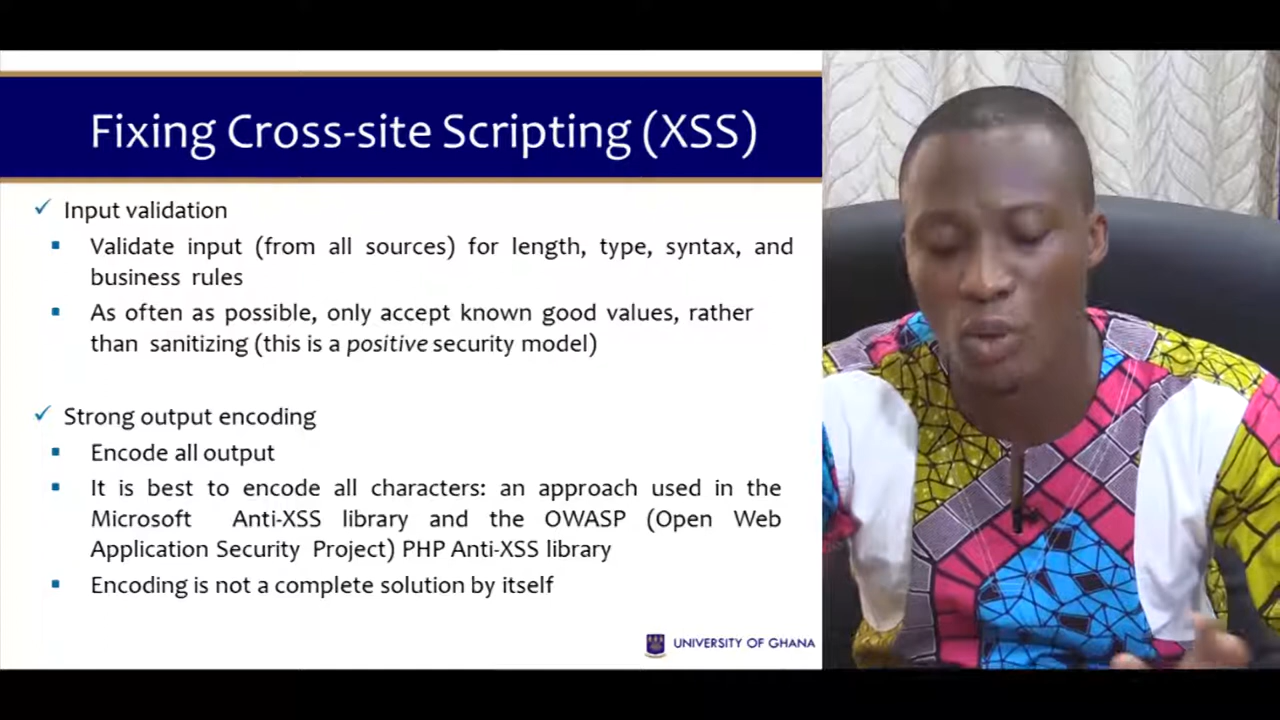 Fixing Cross-site Scripting (XSS)
✓ Input validation
▪ Validate input (from all sources) for length, type, syntax, and
business rules
▪ As often as possible, only accept known good values, rather
than sanitizing (this is a positive security model)
✓ Strong output encoding
▪ Encode all output
▪ It is best to encode all characters: an approach used in the
Microsoft Anti-XSS library and the OWASP (Open Web
Application Security Project) PHP Anti-XSS library
▪ Encoding is not a complete solution by itself
UNIVERSITY OF GHANA